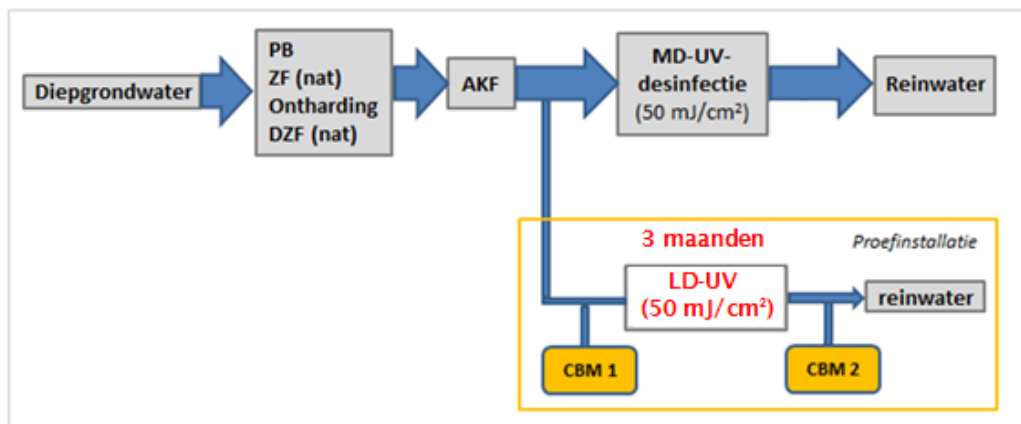 Diepgrondwater
PB
ZF (nat)
Ontharding
DZF (nat)
AKF
MD-UV-
desinfectie
(50 mJ/cm²)
Reinwater
3 maanden
Proefinstallatie
LD-UV
(50 mJ/cm²)
reinwater
CBM 1
CBM 2